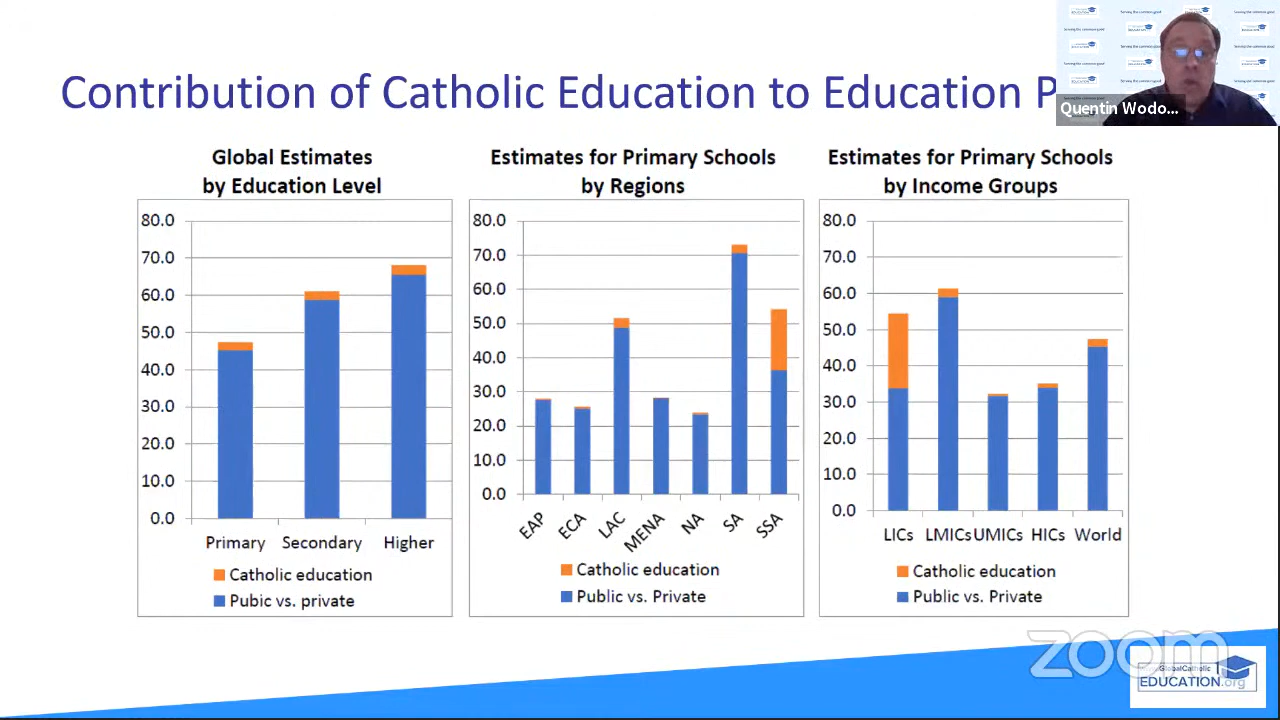 Contribution of Catholic Education to Education P
Quentin Wodo...
Global Estimates
by Education Level
80.0
70.0
60.0
50.0
40.0
30.0
20.0
10.0
0.0
Primary Secondary Higher
Catholic education
Pubic vs. private
Estimates for Primary Schools
by Regions
80.0
70.0
60.0
50.0
40.0
30.0
20.0
10.0
0.0
EAP ECA LAC MENA NA SA SSA
Catholic education
Public vs. Private
Estimates for Primary Schools
by Income Groups
80.0
70.0
60.0
50.0
40.0
30.0
20.0
10.0
0.0
LICs LMICs UMICs HICs World
Catholic education
Public vs. Private
zoom
GlobalCatholic
EDUCATION.org